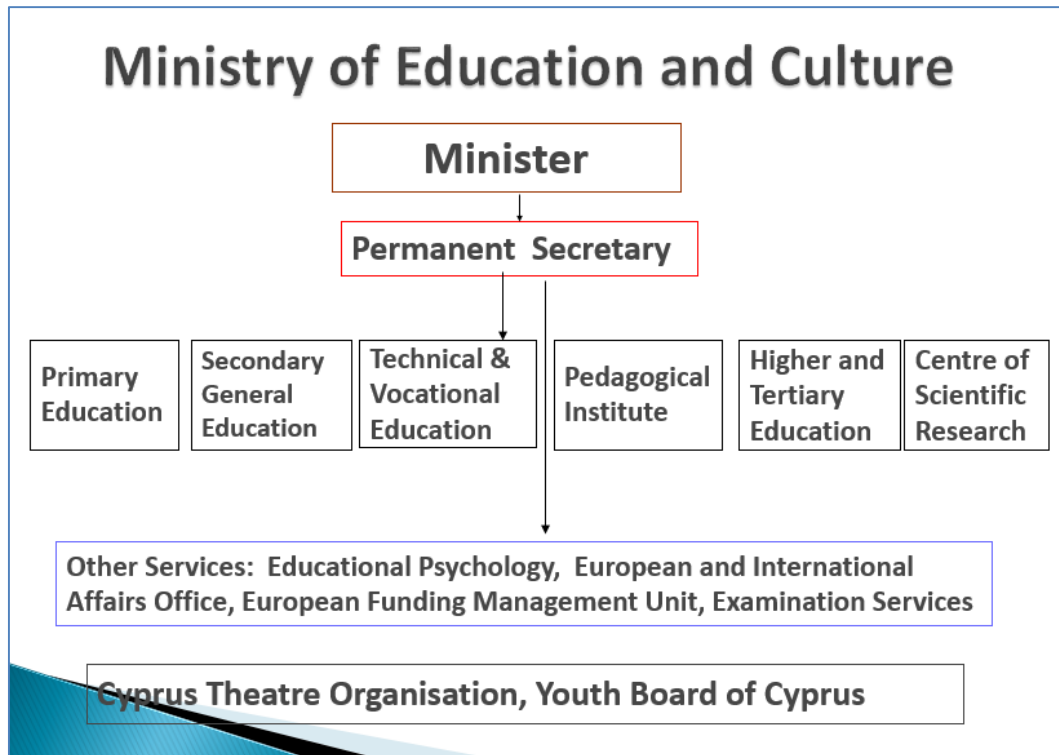 Ministry of Education and Culture
Minister
Permanent Secretary
Primary
Education
Secondary
General
Education
Technical &
Vocational
Education
Pedagogical
Institute
Higher and
Tertiary
Education
Centre of
Scientific
Research
Other Services: Educational Psychology, European and International
Affairs Office, European Funding Management Unit, Examination Services
Cyprus Theatre Organisation, Youth Board of Cyprus